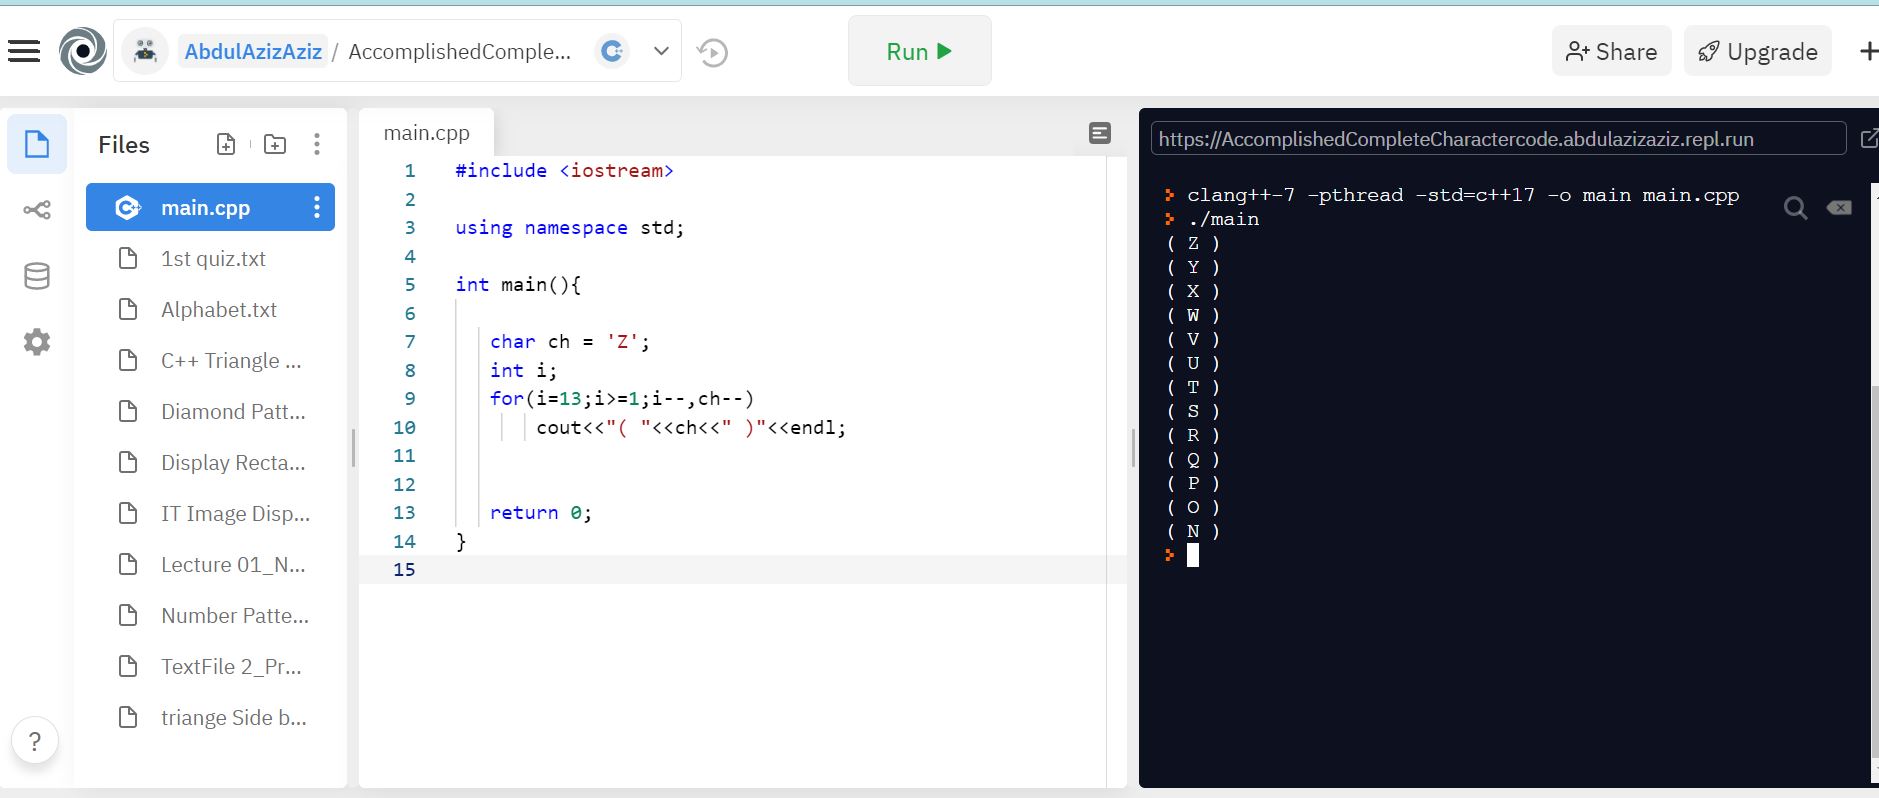 AbdulAzizAziz / AccomplishedComple...
Run
Share
Upgrade
Files
main.cpp
1st quiz.txt
Alphabet.txt
C++ Triangle ...
Diamond Patt...
Display Recta...
IT Image Disp...
Lecture 01_N...
Number Patte...
TextFile 2_Pr...
triange Side b...
?
main.cpp
1 #include <iostream>
2
3 using namespace std;
4
5 int main(){
6
7 char ch = 'Z';
8 int i;
9 for(i=13;i>=1;i--,ch--)
10 cout<<"( "<<ch<<" )"<<endl;
11
12
13 return 0;
14 }
15
https://AccomplishedCompleteCharactercode.abdulazizaziz.repl.run
clang++-7 -pthread -std=c++17 -o main main.cpp
./main
( Z )
( Y )
( X )
( W )
( V )
( U )
( T )
( S )
( R )
( Q )
( P )
( O )
( N )